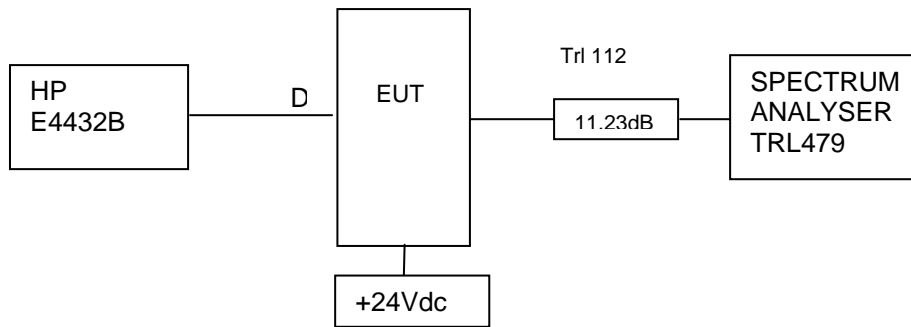 HP
E4432B
D
EUT
Trl 112
11.23dB
SPECTRUM
ANALYSER
TRL479
+24Vdc